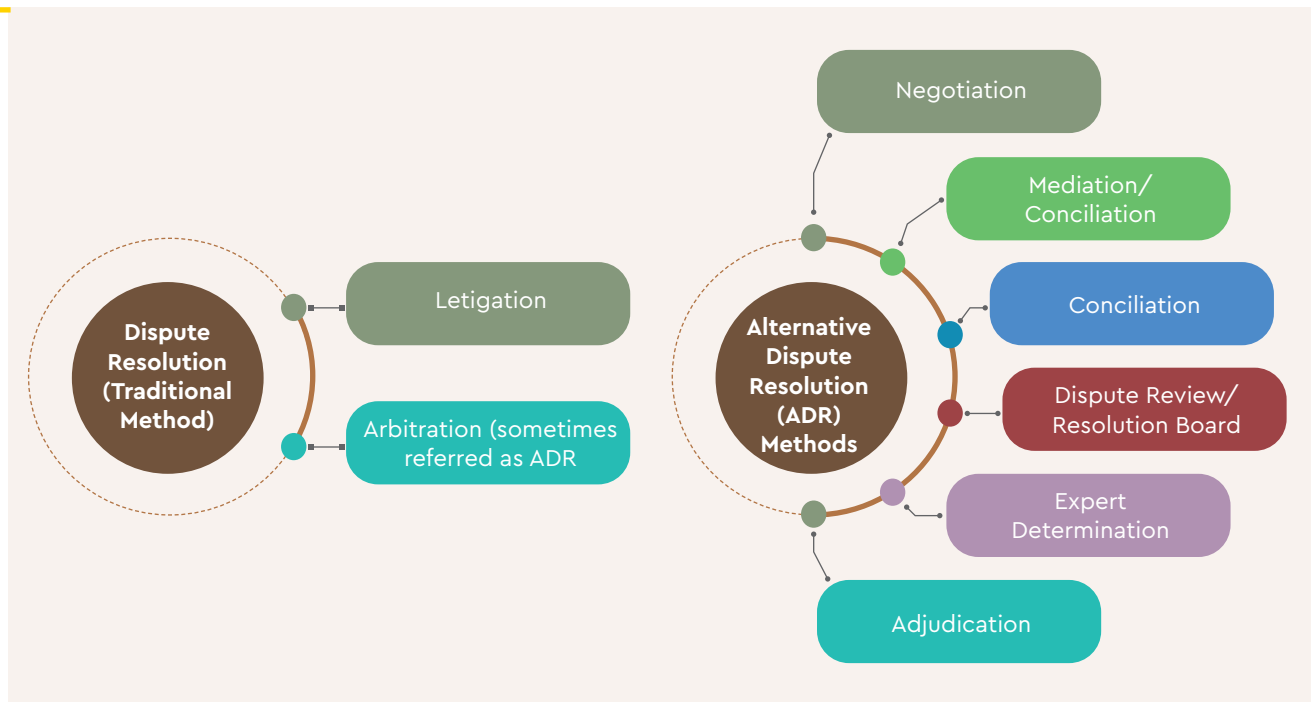 Dispute
Resolution
(Traditional
Method)
Letigation
Arbitration (sometimes
referred as ADR
Alternative
Dispute
Resolution
(ADR)
Methods
Negotiation
Mediation/
Conciliation
Conciliation
Dispute Review/
Resolution Board
Expert
Determination
Adjudication